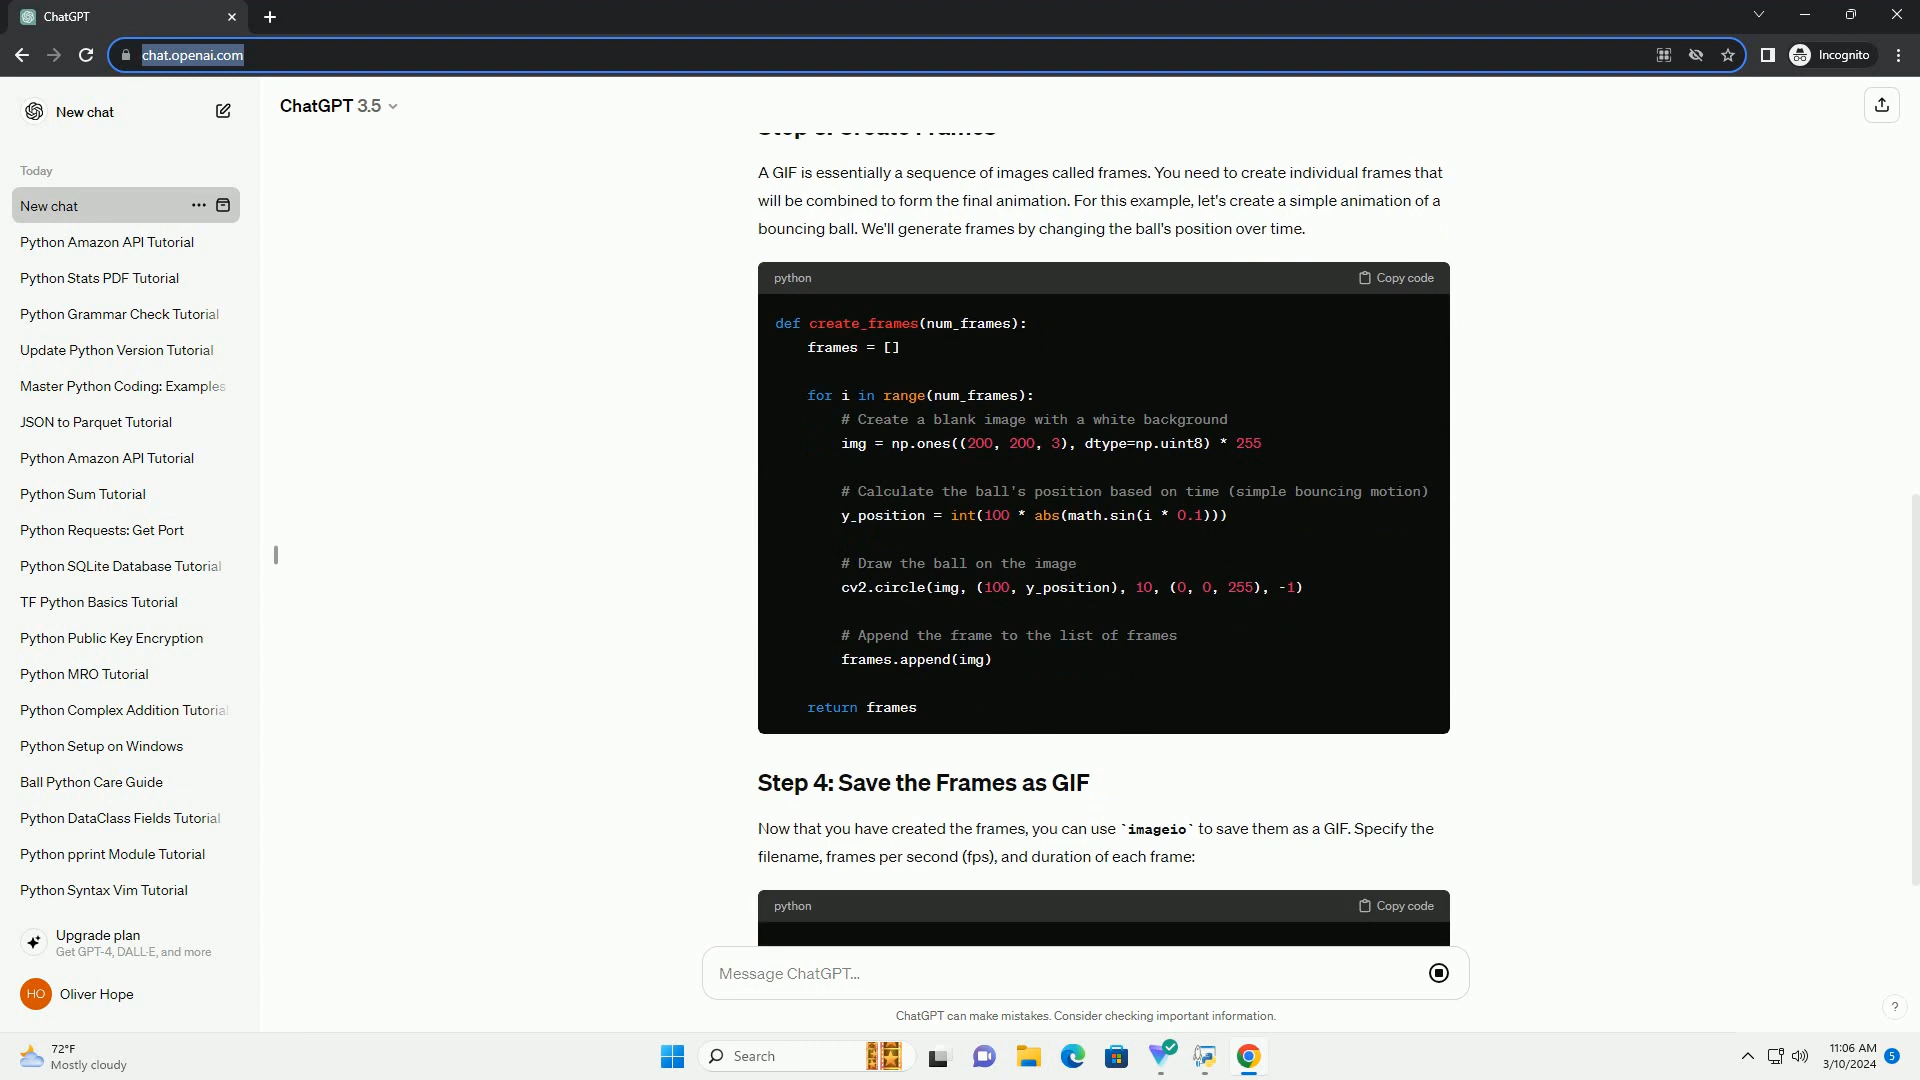 ChatGPT
chat.openai.com
Incognito
New chat
ChatGPT 3.5
Today
New chat
Python Amazon API Tutorial
Python Stats PDF Tutorial
Python Grammar Check Tutorial
Update Python Version Tutorial
Master Python Coding: Examples
JSON to Parquet Tutorial
Python Amazon API Tutorial
Python Sum Tutorial
Python Requests: Get Port
Python SQLite Database Tutorial
TF Python Basics Tutorial
Python Public Key Encryption
Python MRO Tutorial
Python Complex Addition Tutorial
Python Setup on Windows
Ball Python Care Guide
Python DataClass Fields Tutorial
Python pprint Module Tutorial
Python Syntax Vim Tutorial
Upgrade plan
Get GPT-4, DALL·E, and more
HO Oliver Hope
A GIF is essentially a sequence of images called frames. You need to create individual frames that
will be combined to form the final animation. For this example, let's create a simple animation of a
bouncing ball. We'll generate frames by changing the ball's position over time.
python Copy code
def create_frames(num_frames):
frames = []
for i in range(num_frames):
# Create a blank image with a white background
img = np.ones((200, 200, 3), dtype=np.uint8) * 255
# Calculate the ball's position based on time (simple bouncing motion)
y_position = int(100 * abs(math.sin(i * 0.1)))
# Draw the ball on the image
cv2.circle(img, (100, y_position), 10, (0, 0, 255), -1)
# Append the frame to the list of frames
frames.append(img)
return frames
Step 4: Save the Frames as GIF
Now that you have created the frames, you can use `imageio` to save them as a GIF. Specify the
filename, frames per second (fps), and duration of each frame:
python Copy code
Message ChatGPT...
ChatGPT can make mistakes. Consider checking important information.
?
72°F
Mostly cloudy
Search
11:06 AM
3/10/2024
5